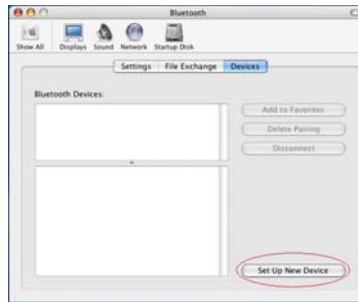 Bluetooth
Show All Displays Sound Network Startup Disk
Settings File Exchange Devices
Bluetooth Devices:
Add to Favorites
Delete Pairing
Disconnect
Set Up New Device